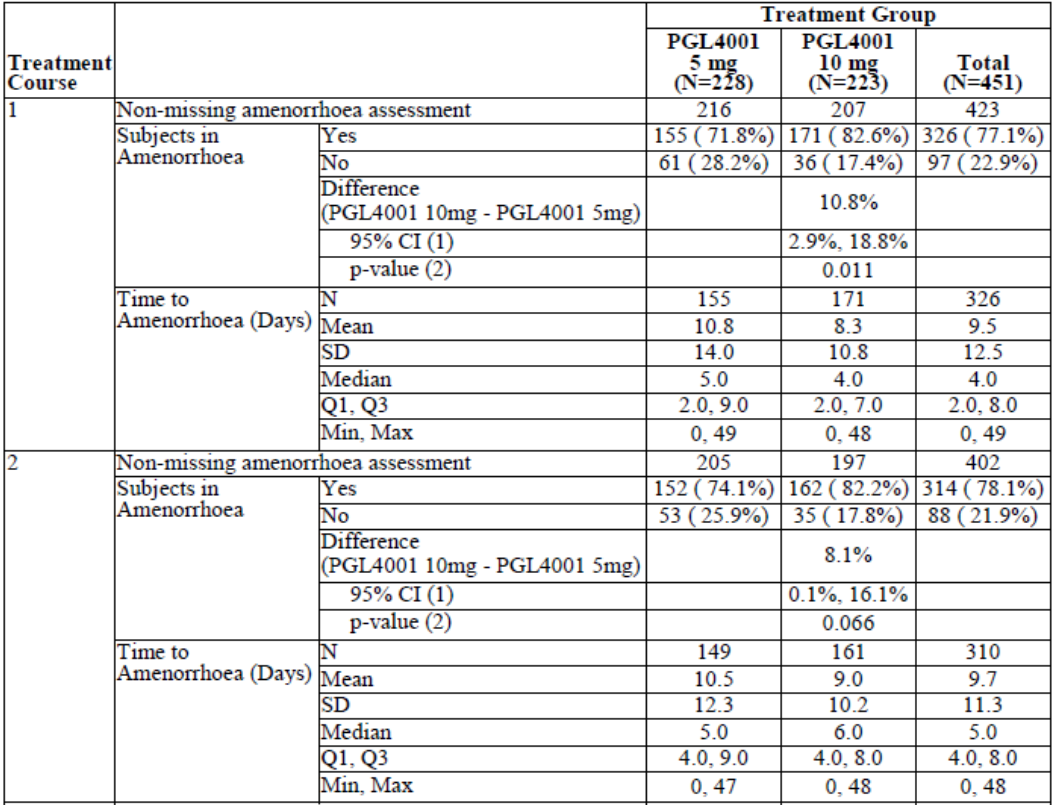 Treatment Group
Treatment Course
PGL4001 5 mg (N=228)
PGL4001 10 mg (N=223)
Total (N=451)
1 Non-missing amenorrhoea assessment 216 207 423
Subjects in Amenorrhoea Yes 155 ( 71.8%) 171 ( 82.6%) 326 ( 77.1%)
No 61 ( 28.2%) 36 ( 17.4%) 97 ( 22.9%)
Difference
(PGL4001 10mg - PGL4001 5mg) 10.8%
95% CI (1) 2.9%, 18.8%
p-value (2) 0.011
Time to Amenorrhoea (Days) N 155 171 326
Mean 10.8 8.3 9.5
SD 14.0 10.8 12.5
Median 5.0 4.0 4.0
Q1, Q3 2.0, 9.0 2.0, 7.0 2.0, 8.0
Min, Max 0, 49 0, 48 0, 49
2 Non-missing amenorrhoea assessment 205 197 402
Subjects in Amenorrhoea Yes 152 ( 74.1%) 162 ( 82.2%) 314 ( 78.1%)
No 53 ( 25.9%) 35 ( 17.8%) 88 ( 21.9%)
Difference
(PGL4001 10mg - PGL4001 5mg) 8.1%
95% CI (1) 0.1%, 16.1%
p-value (2) 0.066
Time to Amenorrhoea (Days) N 149 161 310
Mean 10.5 9.0 9.7
SD 12.3 10.2 11.3
Median 5.0 6.0 5.0
Q1, Q3 4.0, 9.0 4.0, 8.0 4.0, 8.0
Min, Max 0, 47 0, 48 0, 48